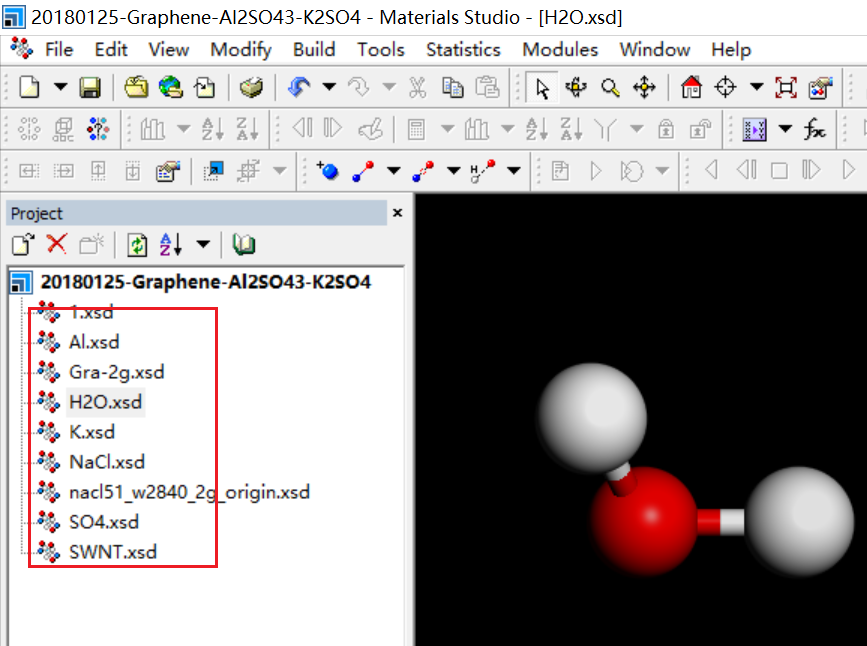 20180125-Graphene-Al2SO43-K2SO4 - Materials Studio - [H2O.xsd]
File Edit View Modify Build Tools Statistics Modules Window Help
Project
20180125-Graphene-Al2SO43-K2SO4
1.xsd
Al.xsd
Gra-2g.xsd
H2O.xsd
K.xsd
NaCl.xsd
nacl51_w2840_2g_origin.xsd
SO4.xsd
SWNT.xsd